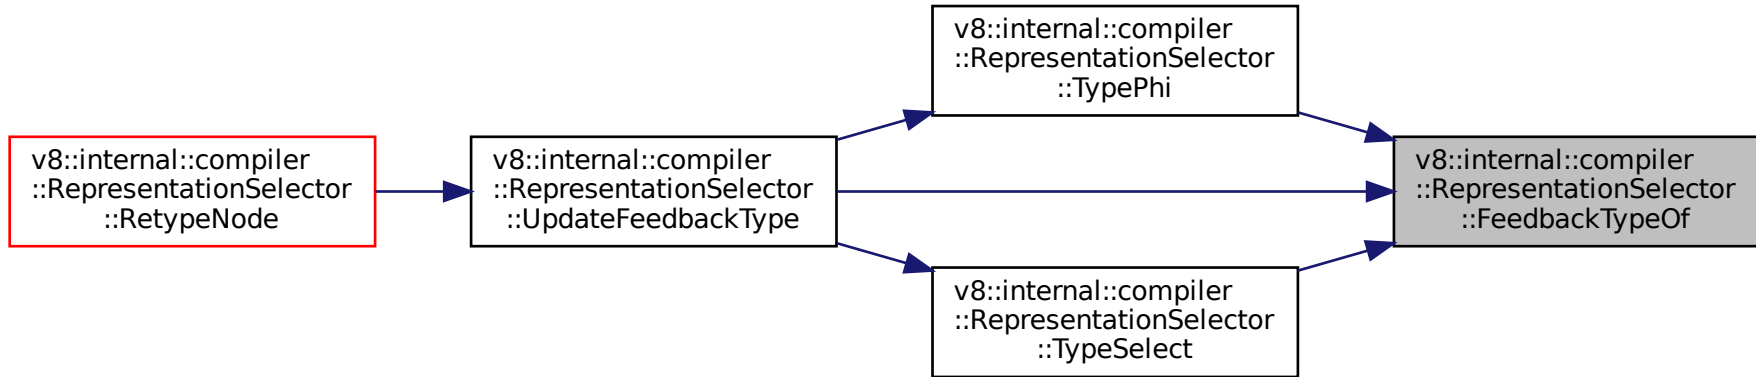 v8::internal::compiler
::RepresentationSelector
::RetypeNode
v8::internal::compiler
::RepresentationSelector
::UpdateFeedbackType
v8::internal::compiler
::RepresentationSelector
::TypePhi
v8::internal::compiler
::RepresentationSelector
::TypeSelect
v8::internal::compiler
::RepresentationSelector
::FeedbackTypeOf